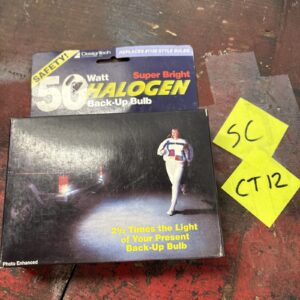 DesignTech
REPLACES #1156 STYLE BULBS
SAFETY!
50 Watt
Super Bright
HALOGEN
Back-Up Bulb
2½ Times the Light
of Your Present
Back-Up Bulb
Photo Enhanced
SC
CT12